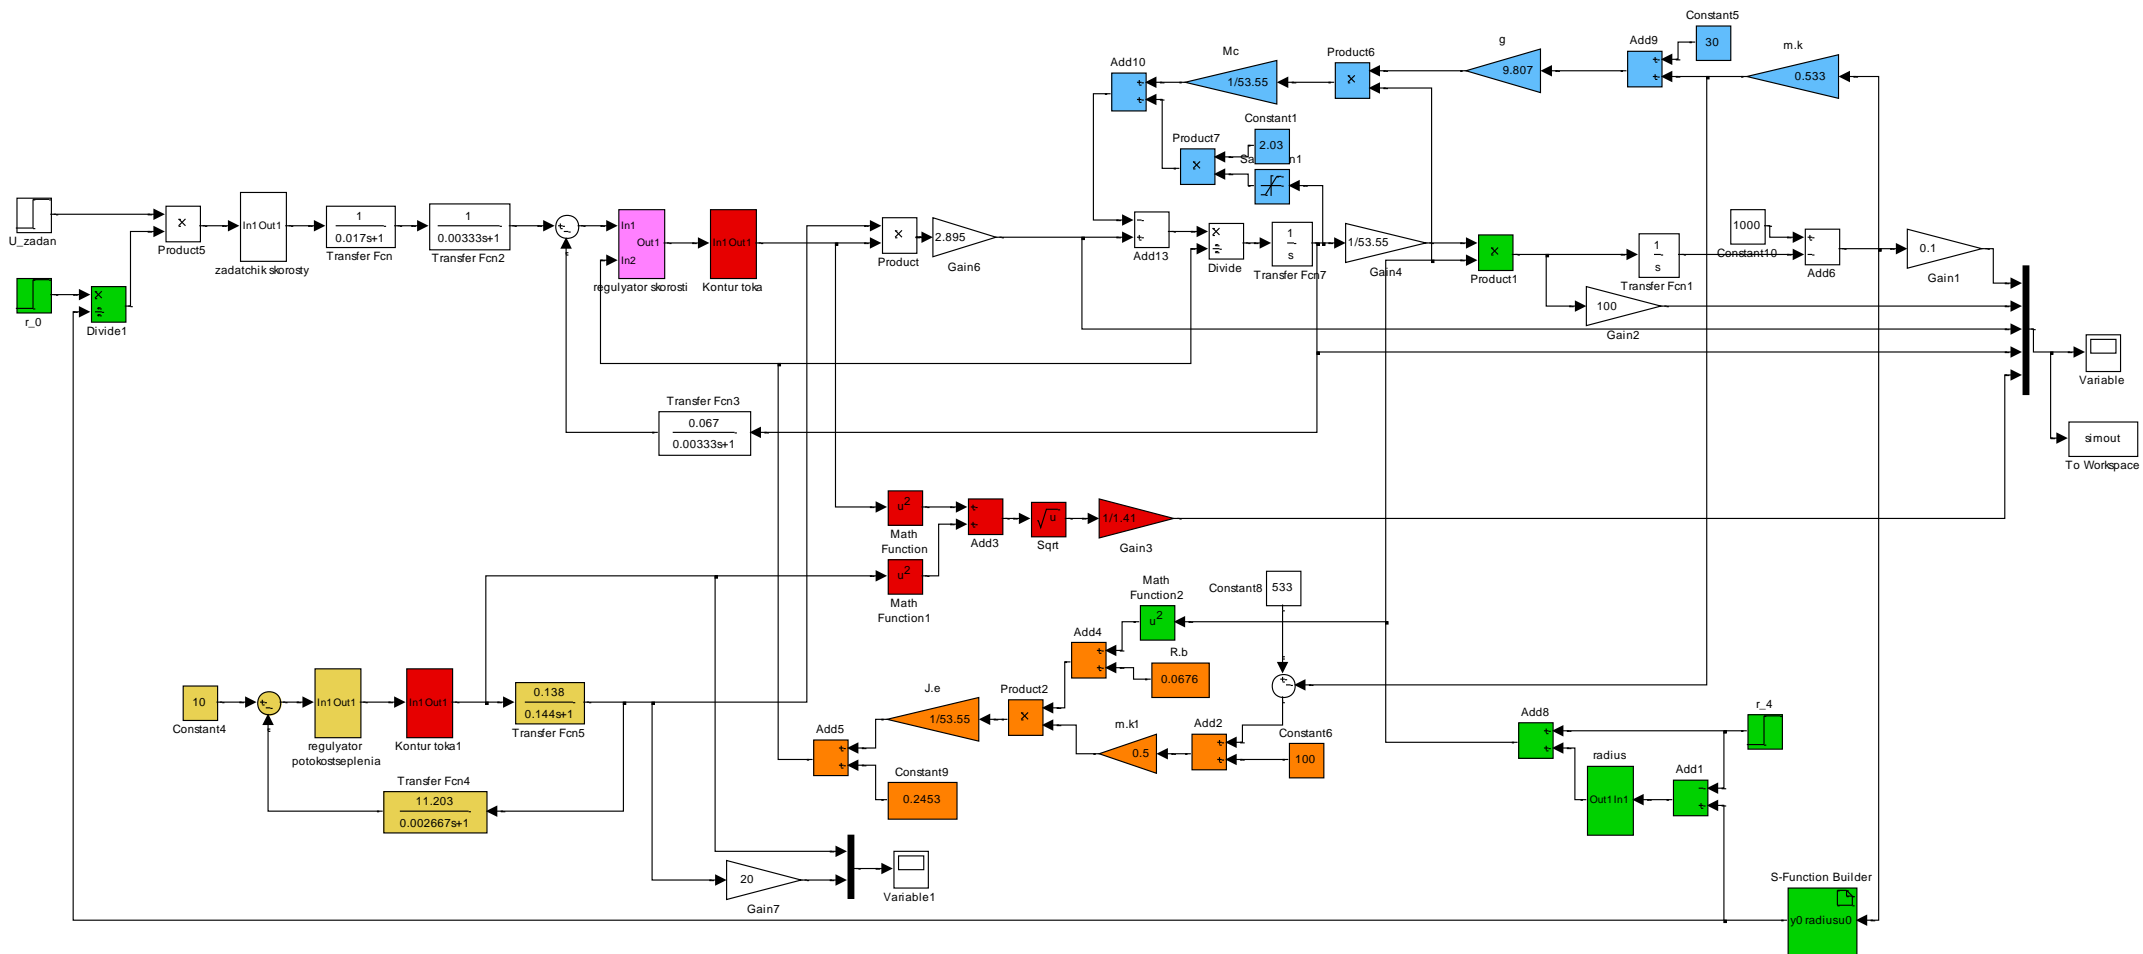 Constant5
30
Add9
m.k
0.533
g
9.807
Product6
Mc
1/53.55
Add10
Constant1
2.03
Product7
U_zadan
r_0
Divide1
Product5
In1 Out1
zadatchik skorosty
1
0.017s+1
Transfer Fcn
1
0.00333s+1
Transfer Fcn2
In1
Out1
In2
regulyator skorosti
In1 Out1
Kontur toka
Product
2.895
Gain6
Add13
Divide
1
s
Transfer Fcn7
1/53.55
Gain4
Product1
1
s
Transfer Fcn1
1000
Constant10
Add6
0.1
Gain1
100
Gain2
Variable
simout
To Workspace
Transfer Fcn3
0.067
0.00333s+1
u²
Math
Function
Add3
√u
Sqrt
1/1.41
Gain3
u²
Math
Function1
Math
Function2
u²
Constant8
533
Add4
R.b
0.0676
J.e
1/53.55
Product2
m.k1
0.5
Add2
Constant6
100
Add5
Constant9
0.2453
10
Constant4
In1 Out1
regulyator
potokostseplenia
In1 Out1
Kontur toka1
0.138
0.144s+1
Transfer Fcn5
Transfer Fcn4
11.203
0.002667s+1
20
Gain7
Variable1
Add8
r_4
radius
Out1 In1
Add1
S-Function Builder
y0 radius u0